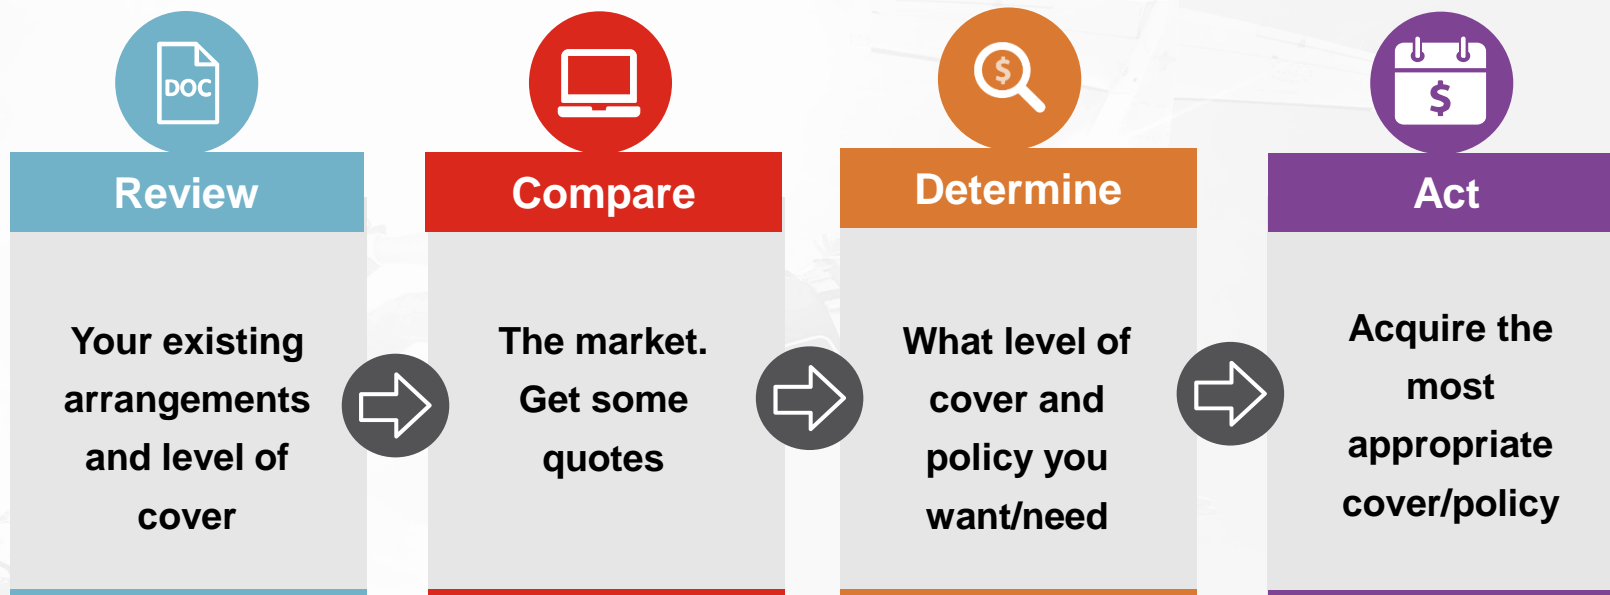 DOC
$
$
Review
Compare
Determine
Act
Your existing
arrangements
and level of
cover
The market.
Get some
quotes
What level of
cover and
policy you
want/need
Acquire the
most
appropriate
cover/policy